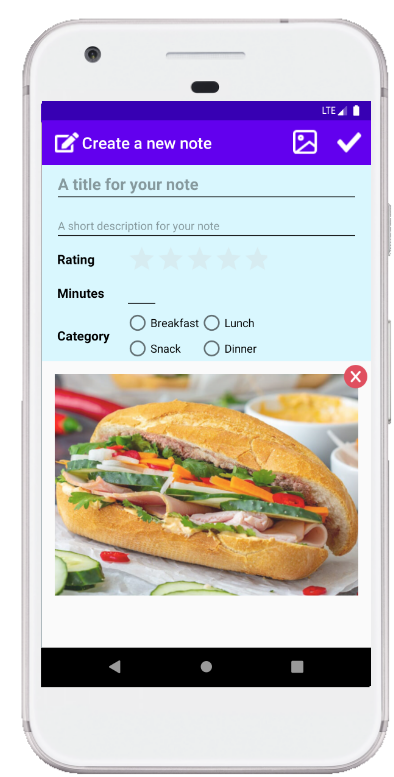 LTE
Create a new note
A title for your note
A short description for your note
Rating
Minutes
Category
Breakfast
Lunch
Snack
Dinner